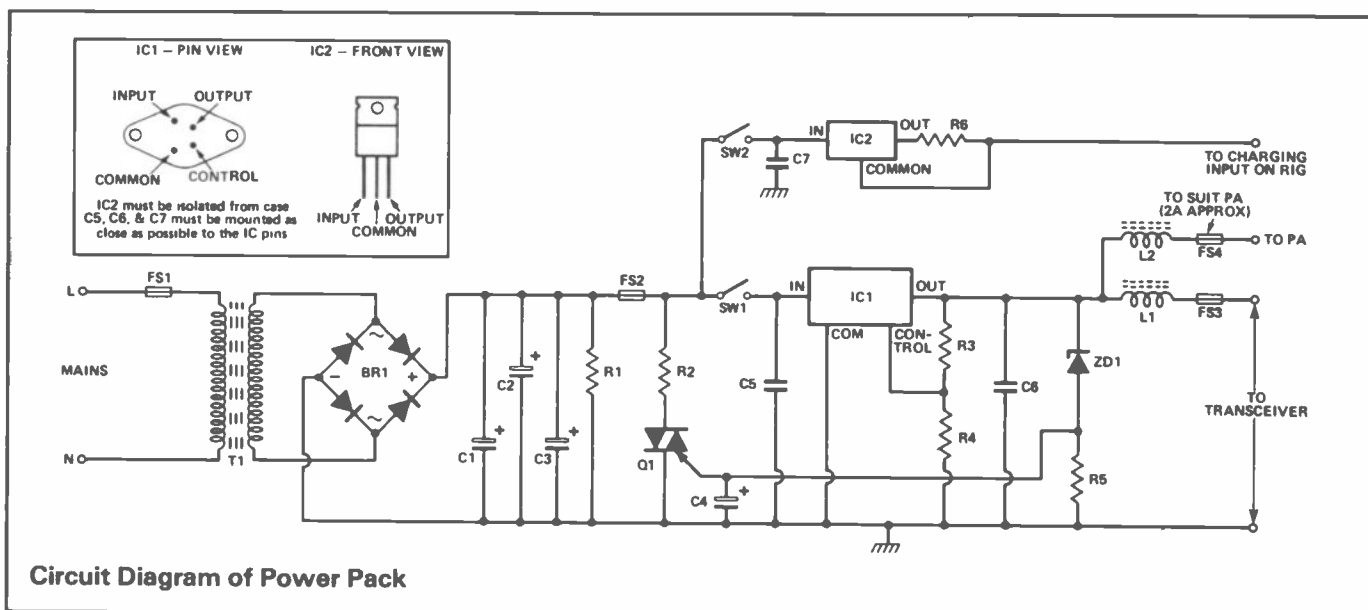 IC1 – PIN VIEW
IC2 – FRONT VIEW
INPUT
OUTPUT
COMMON
CONTROL
INPUT
OUTPUT
COMMON
IC2 must be isolated from case
C5, C6, & C7 must be mounted as
close as possible to the IC pins
SW2
C7
IN
IC2
OUT
COMMON
R6
TO CHARGING
INPUT ON RIG
TO SUIT PA
(2A APPROX)
L2
FS4
TO PA
L
FS1
MAINS
N
T1
~
BR1
–
+
~
C1
+
C2
+
C3
+
R1
FS2
R2
Q1
C4
+
SW1
C5
IN
IC1
OUT
COM
CON-
TROL
R3
R4
C6
ZD1
R5
L1
FS3
TO
TRANSCEIVER
Circuit Diagram of Power Pack